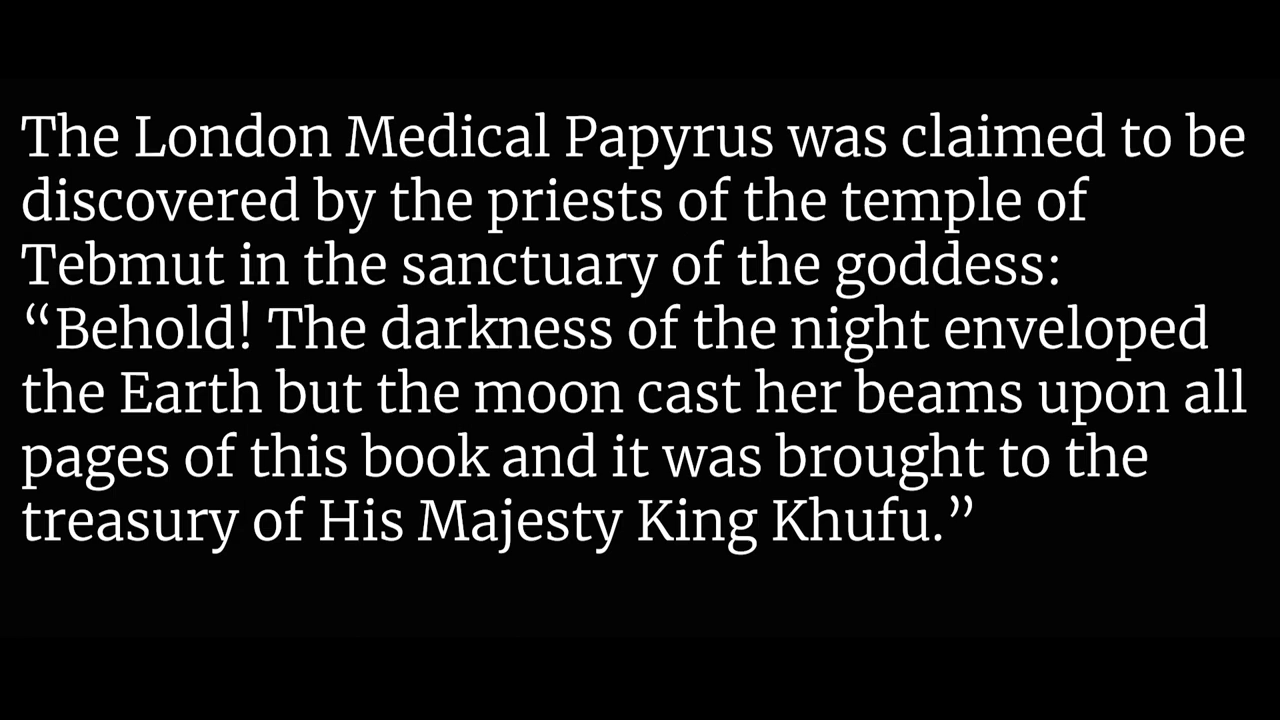 The London Medical Papyrus was claimed to be
discovered by the priests of the temple of
Tebmut in the sanctuary of the goddess:
“Behold! The darkness of the night enveloped
the Earth but the moon cast her beams upon all
pages of this book and it was brought to the
treasury of His Majesty King Khufu.”